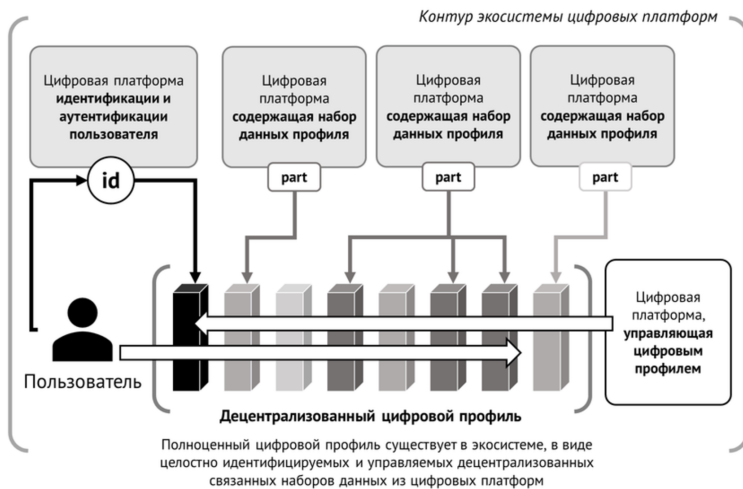 Контур экосистемы цифровых платформ
Цифровая платформа
идентификации и
аутентификации
пользователя
Цифровая
платформа
содержащая набор
данных профиля
Цифровая
платформа
содержащая набор
данных профиля
Цифровая
платформа
содержащая набор
данных профиля
id
part
part
part
Цифровая
платформа,
управляющая
цифровым
профилем
Пользователь
Децентрализованный цифровой профиль
Полноценный цифровой профиль существует в экосистеме, в виде
целостно идентифицируемых и управляемых децентрализованных
связанных наборов данных из цифровых платформ